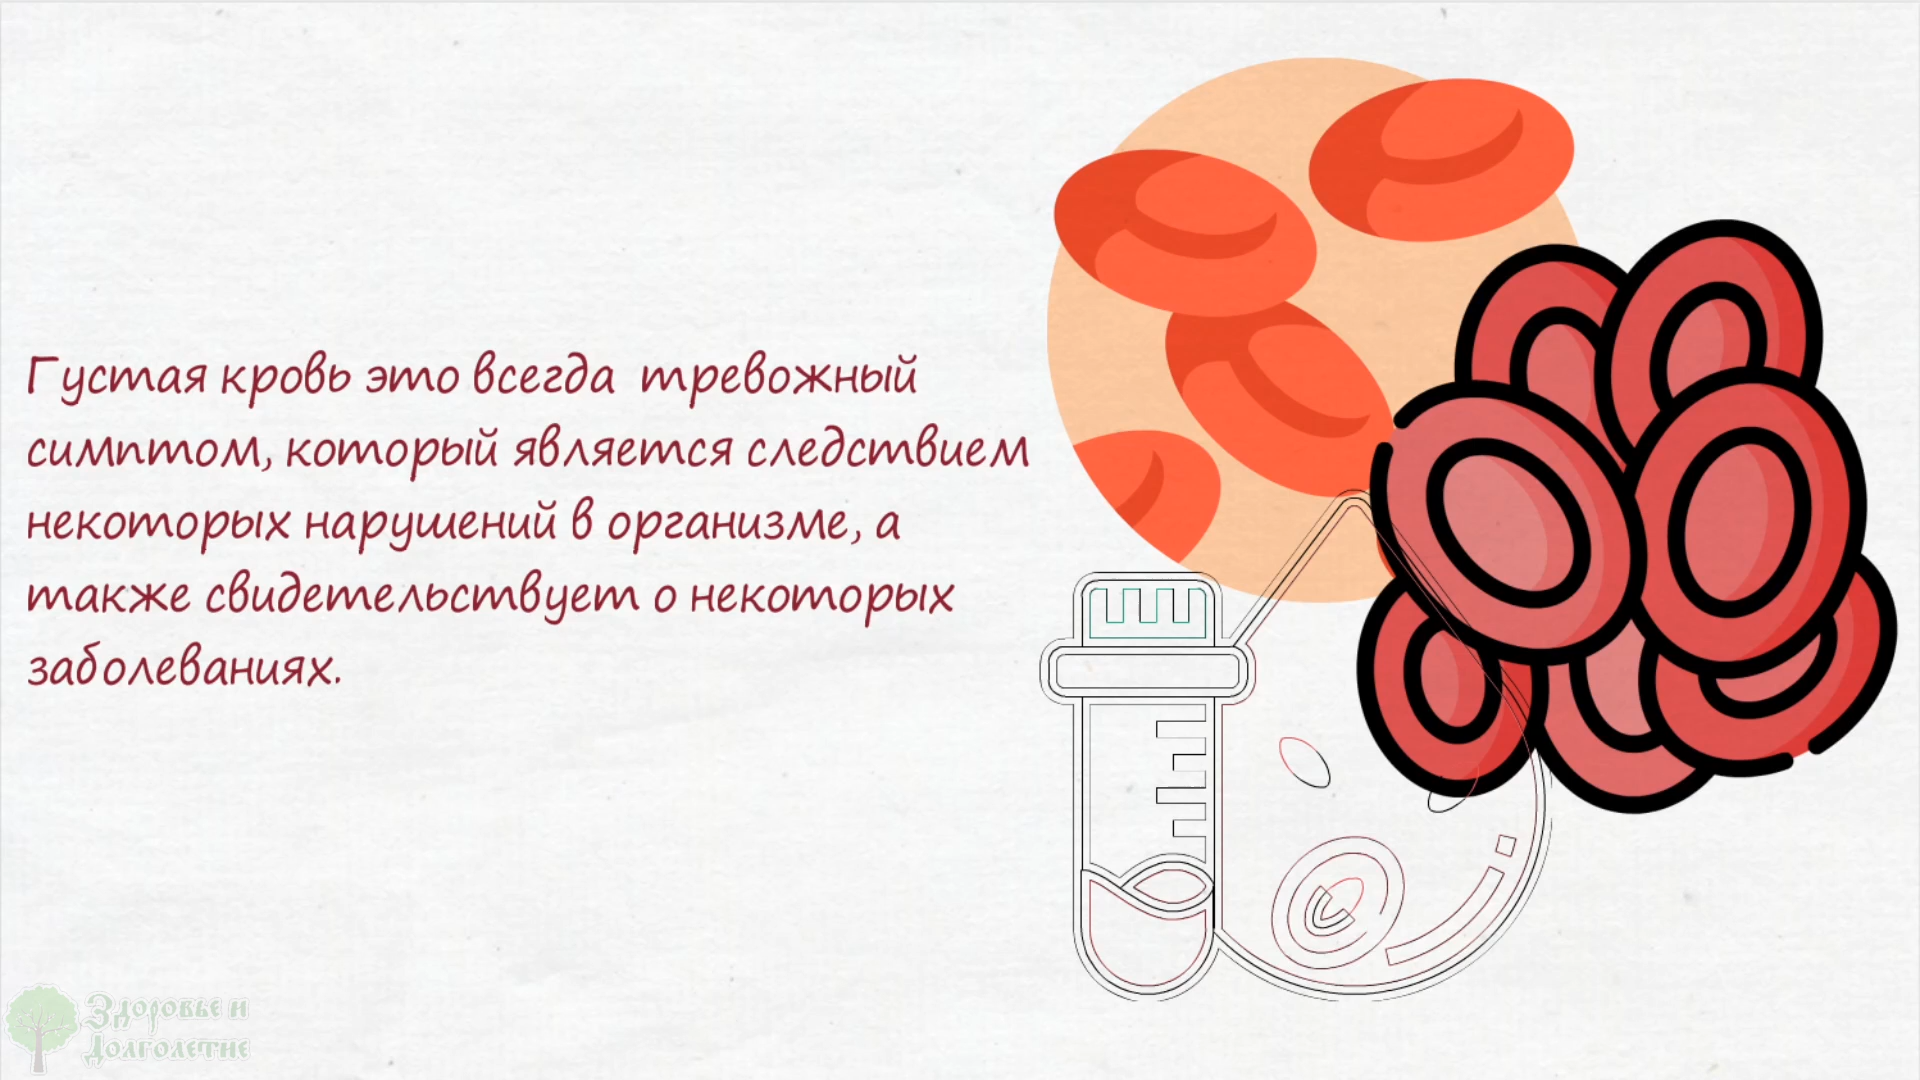 Густая кровь это всегда тревожный
симптом, который является следствием
некоторых нарушений в организме, а
также свидетельствует о некоторых
заболеваниях.
Здоровье и
Долголетие